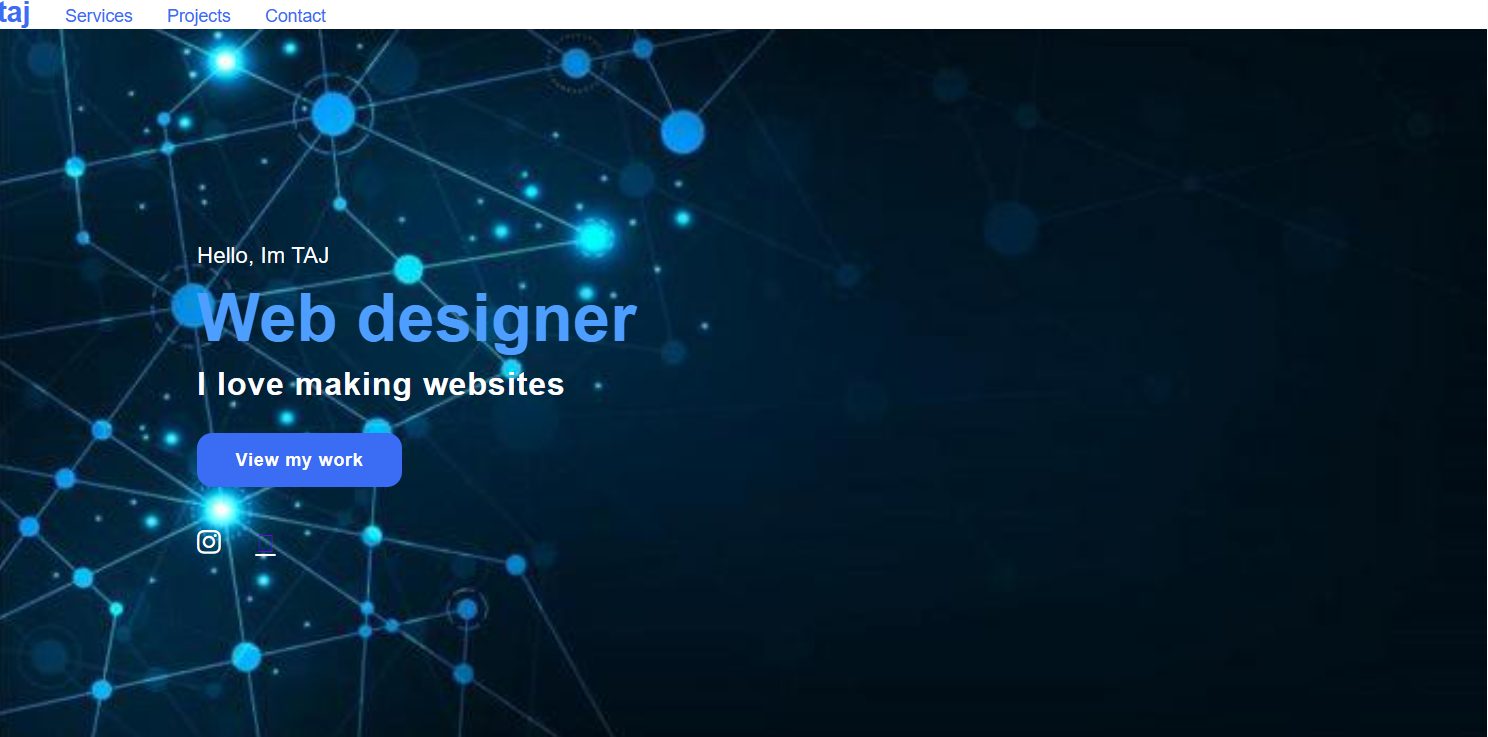 taj Services Projects Contact
Hello, Im TAJ
Web designer
I love making websites
View my work